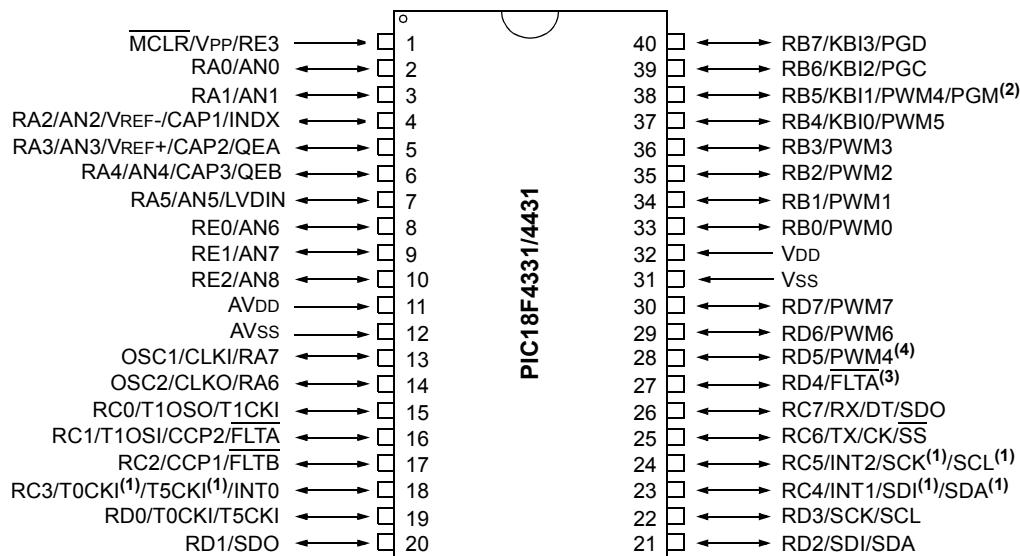 MCLR/VPP/RE3 1 40 RB7/KBI3/PGD
RA0/AN0 2 39 RB6/KBI2/PGC
RA1/AN1 3 38 RB5/KBI1/PWM4/PGM(2)
RA2/AN2/VREF-/CAP1/INDX 4 37 RB4/KBI0/PWM5
RA3/AN3/VREF+/CAP2/QEA 5 36 RB3/PWM3
RA4/AN4/CAP3/QEB 6 35 RB2/PWM2
RA5/AN5/LVDIN 7 34 RB1/PWM1
RE0/AN6 8 33 RB0/PWM0
RE1/AN7 9 32 VDD
RE2/AN8 10 31 VSS
AVDD 11 30 RD7/PWM7
AVSS 12 29 RD6/PWM6
OSC1/CLKI/RA7 13 28 RD5/PWM4(4)
OSC2/CLKO/RA6 14 27 RD4/FLTA(3)
RC0/T1OSO/T1CKI 15 26 RC7/RX/DT/SDO
RC1/T1OSI/CCP2/FLTA 16 25 RC6/TX/CK/SS
RC2/CCP1/FLTB 17 24 RC5/INT2/SCK(1)/SCL(1)
RC3/T0CKI(1)/T5CKI(1)/INT0 18 23 RC4/INT1/SDI(1)/SDA(1)
RD0/T0CKI/T5CKI 19 22 RD3/SCK/SCL
RD1/SDO 20 21 RD2/SDI/SDA
PIC18F4331/4431